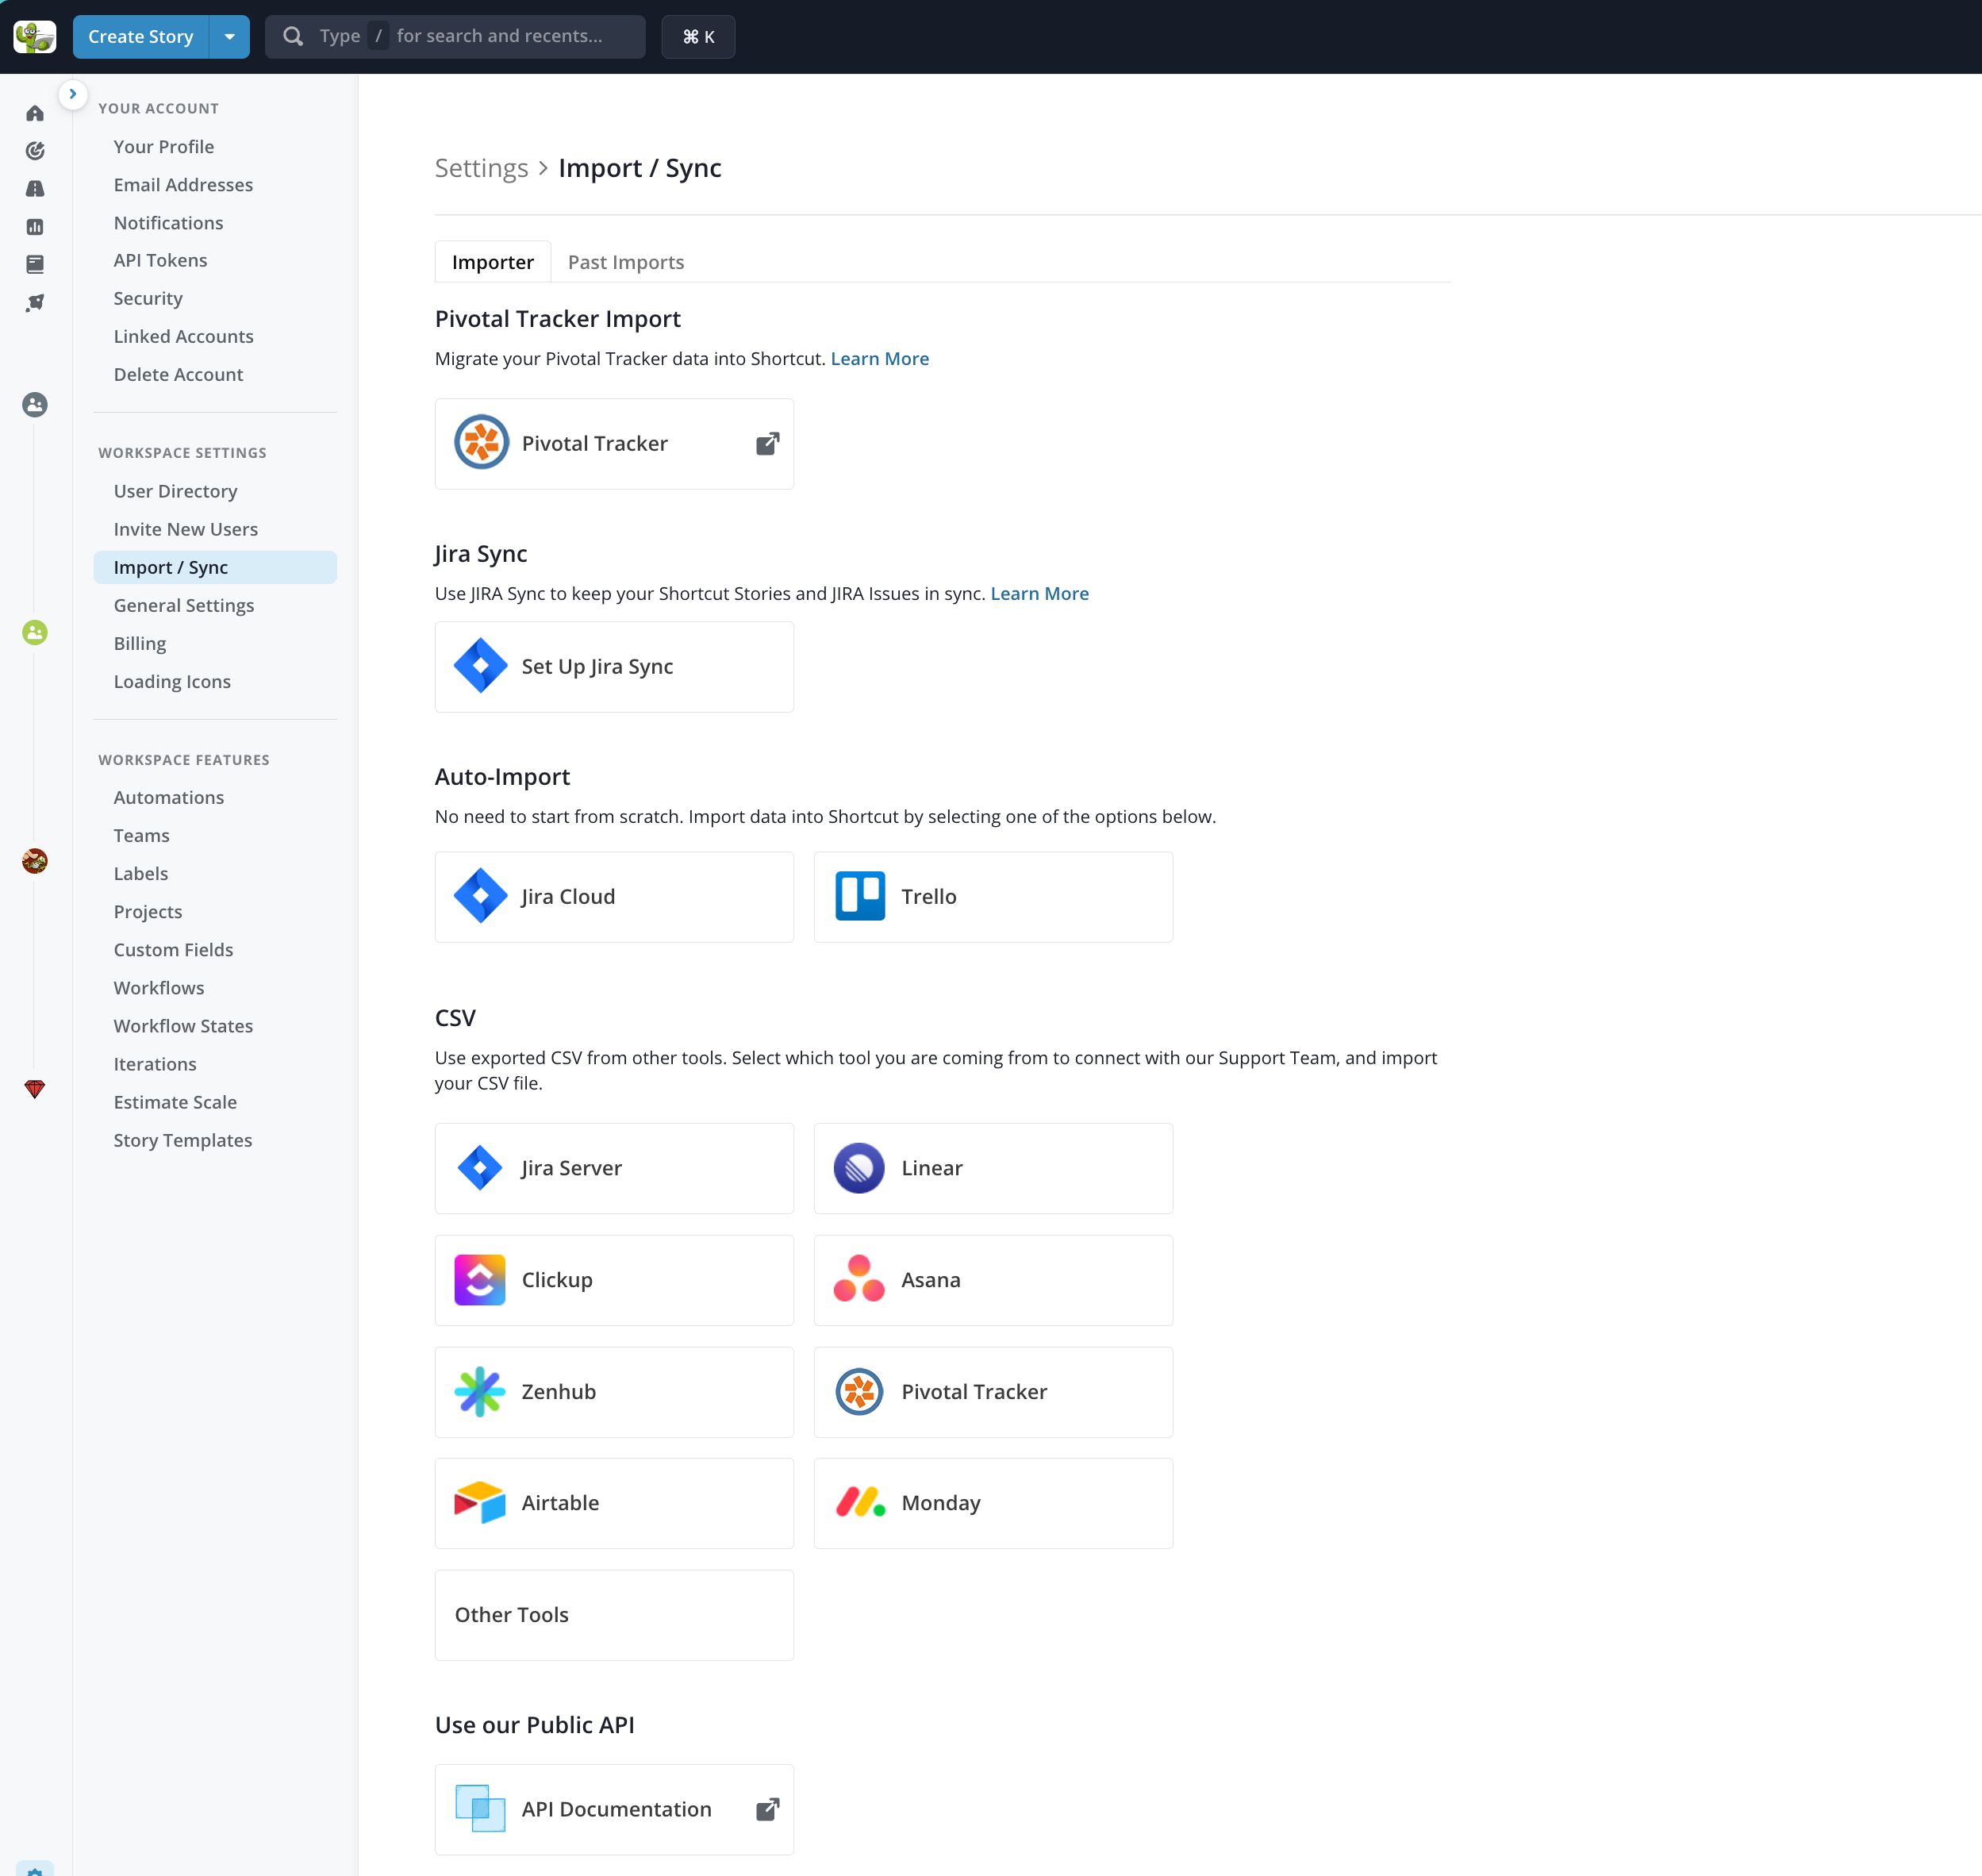 Create Story
Type / for search and recents...
⌘ K
YOUR ACCOUNT
Your Profile
Email Addresses
Notifications
API Tokens
Security
Linked Accounts
Delete Account
WORKSPACE SETTINGS
User Directory
Invite New Users
Import / Sync
General Settings
Billing
Loading Icons
WORKSPACE FEATURES
Automations
Teams
Labels
Projects
Custom Fields
Workflows
Workflow States
Iterations
Estimate Scale
Story Templates
Settings > Import / Sync
Importer
Past Imports
Pivotal Tracker Import
Migrate your Pivotal Tracker data into Shortcut. Learn More
Pivotal Tracker
Jira Sync
Use JIRA Sync to keep your Shortcut Stories and JIRA Issues in sync. Learn More
Set Up Jira Sync
Auto-Import
No need to start from scratch. Import data into Shortcut by selecting one of the options below.
Jira Cloud
Trello
CSV
Use exported CSV from other tools. Select which tool you are coming from to connect with our Support Team, and import
your CSV file.
Jira Server
Linear
Clickup
Asana
Zenhub
Pivotal Tracker
Airtable
Monday
Other Tools
Use our Public API
API Documentation